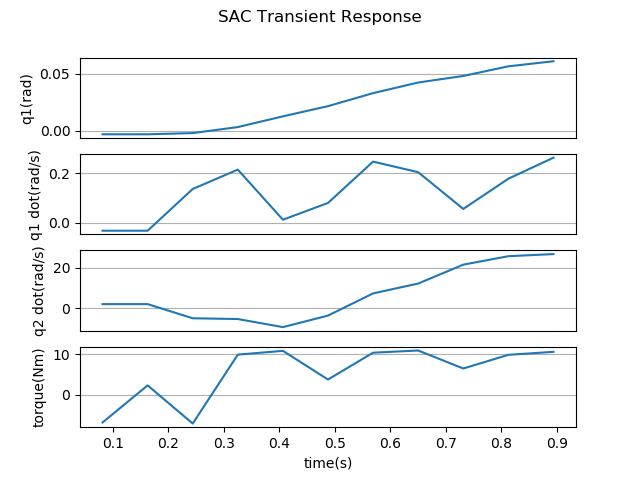 SAC Transient Response
q1(rad)
0.05
0.00
q1 dot(rad/s)
0.2
0.0
q2 dot(rad/s)
20
0
torque(Nm)
10
0
0.1 0.2 0.3 0.4 0.5 0.6 0.7 0.8 0.9
time(s)